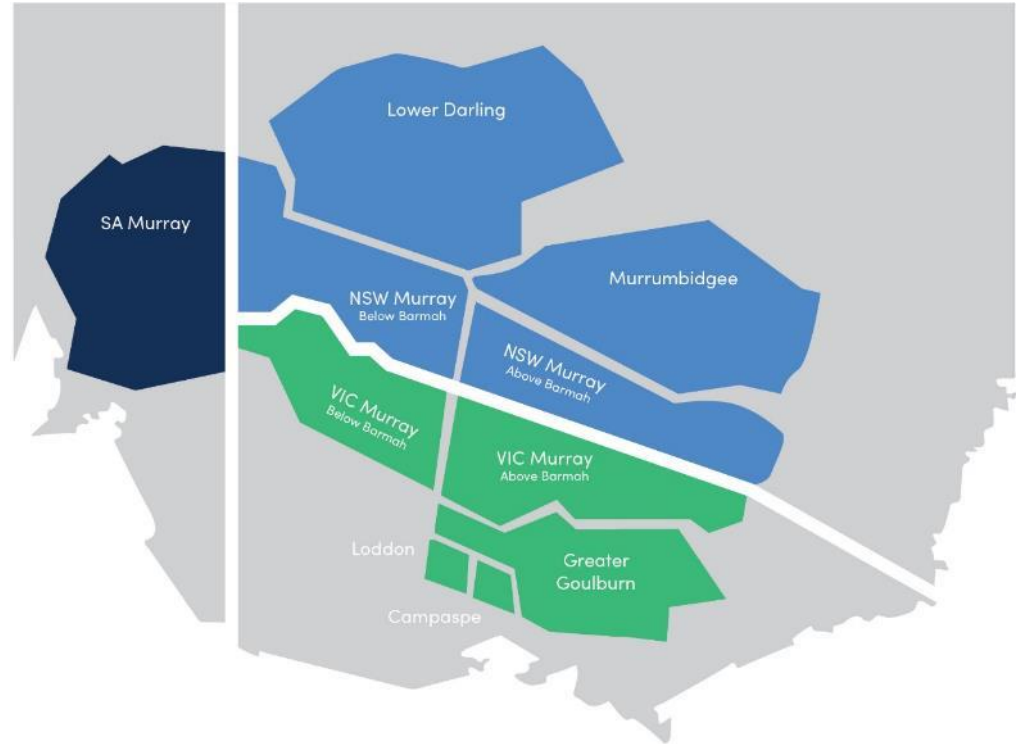 Lower Darling
SA Murray
Murrumbidgee
NSW Murray
Below Barmah
NSW Murray
Above Barmah
VIC Murray
Below Barmah
VIC Murray
Above Barmah
Loddon
Greater
Goulburn
Campaspe